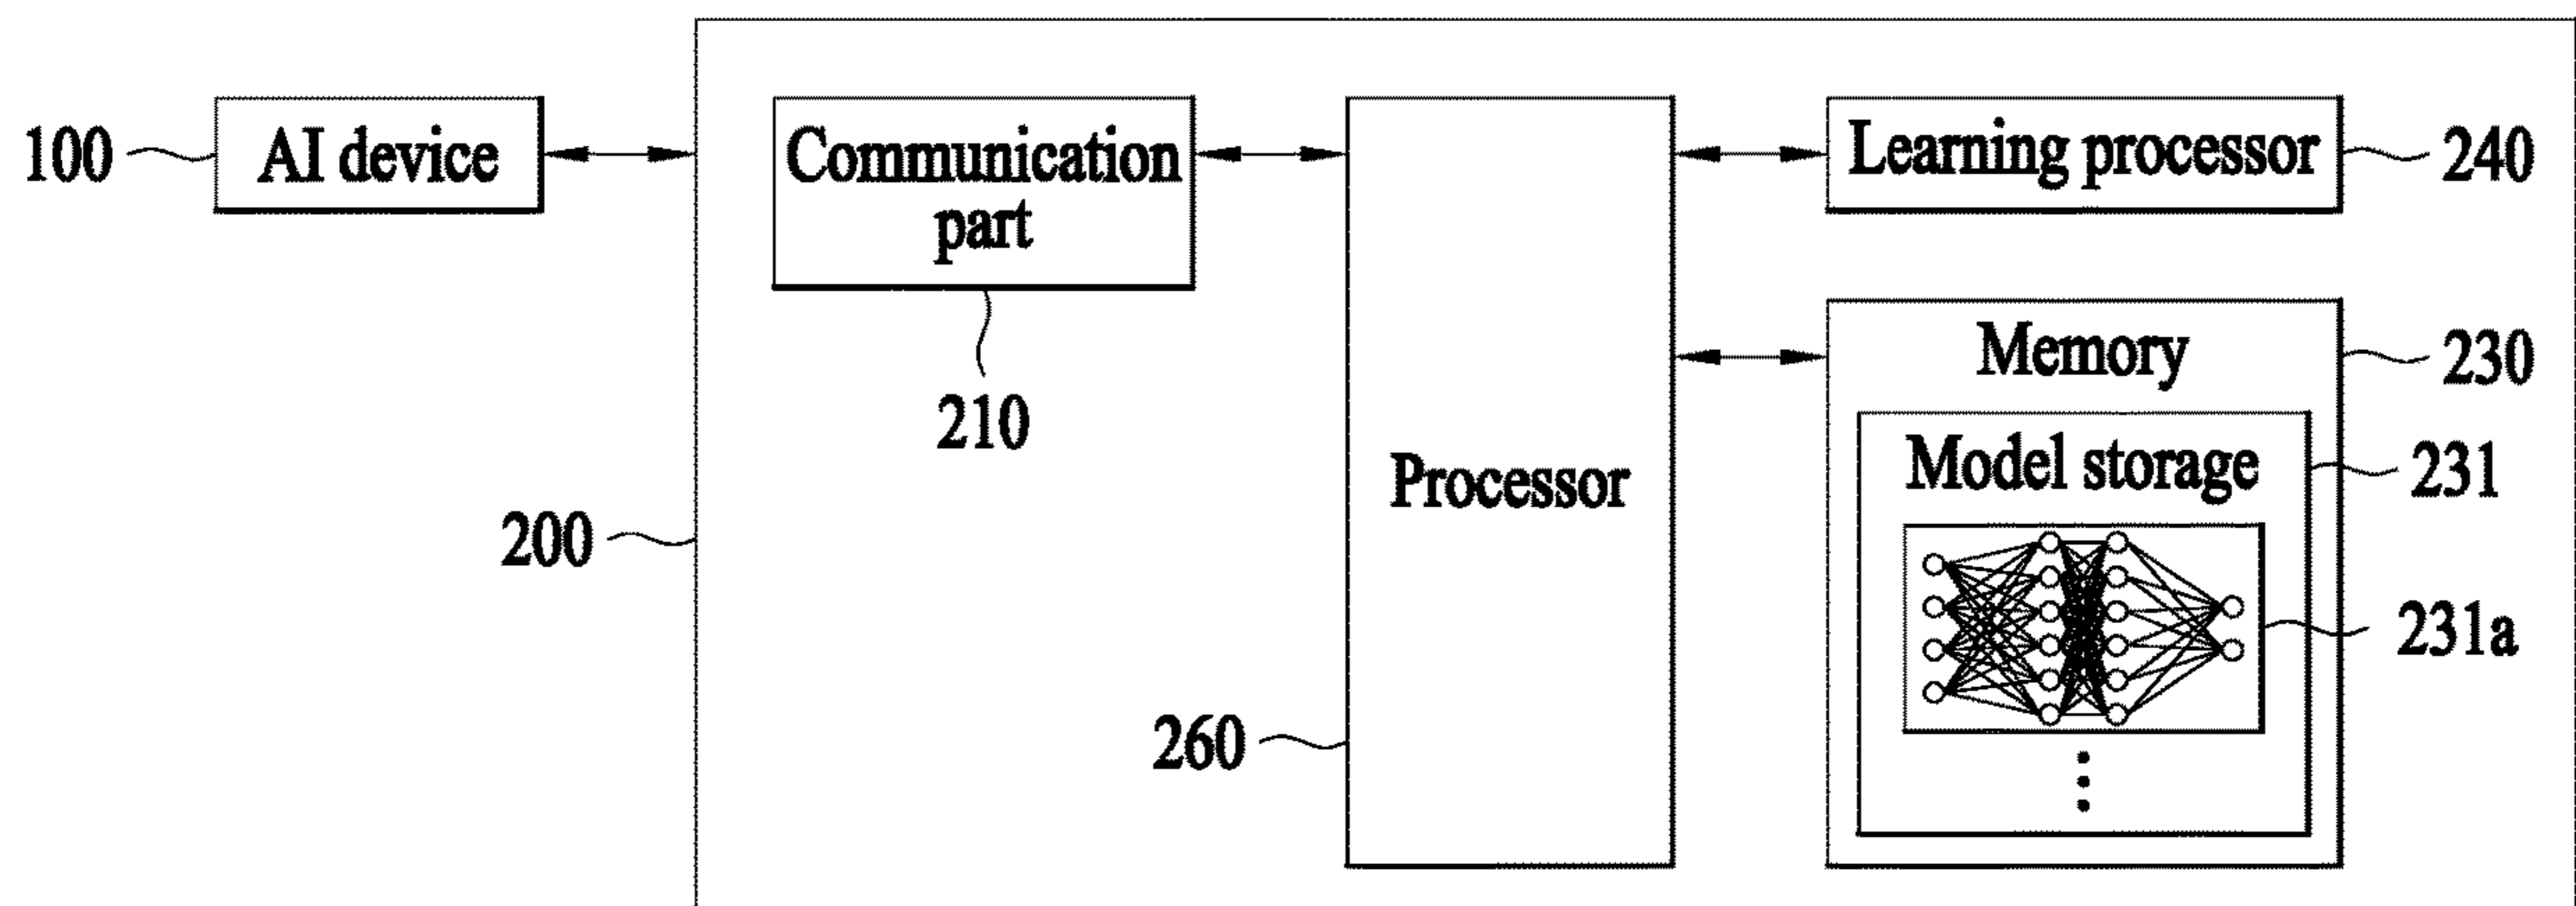 100
AI device
200
Communication
part
210
Processor
260
Learning processor
240
Memory
230
Model storage
231
231a